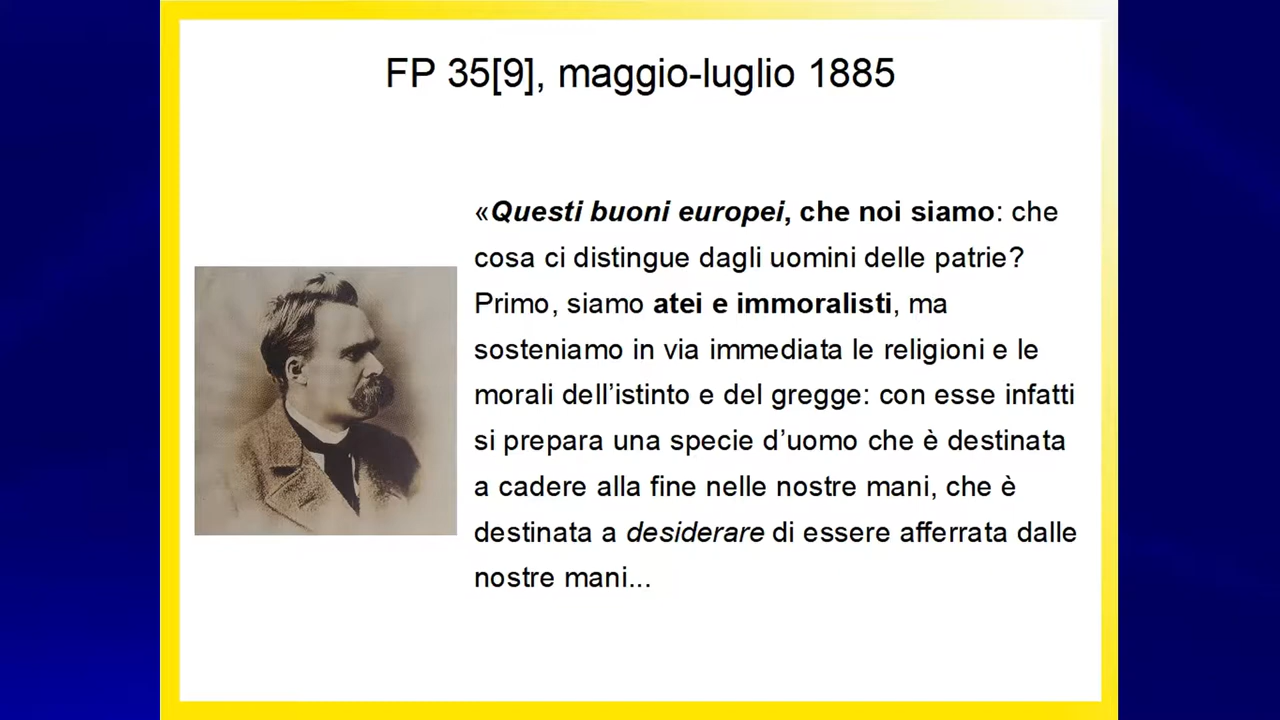 FP 35[9], maggio-luglio 1885
«Questi buoni europei, che noi siamo: che
cosa ci distingue dagli uomini delle patrie?
Primo, siamo atei e immoralisti, ma
sosteniamo in via immediata le religioni e le
morali dell’istinto e del gregge: con esse infatti
si prepara una specie d’uomo che è destinata
a cadere alla fine nelle nostre mani, che è
destinata a desiderare di essere afferrata dalle
nostre mani...